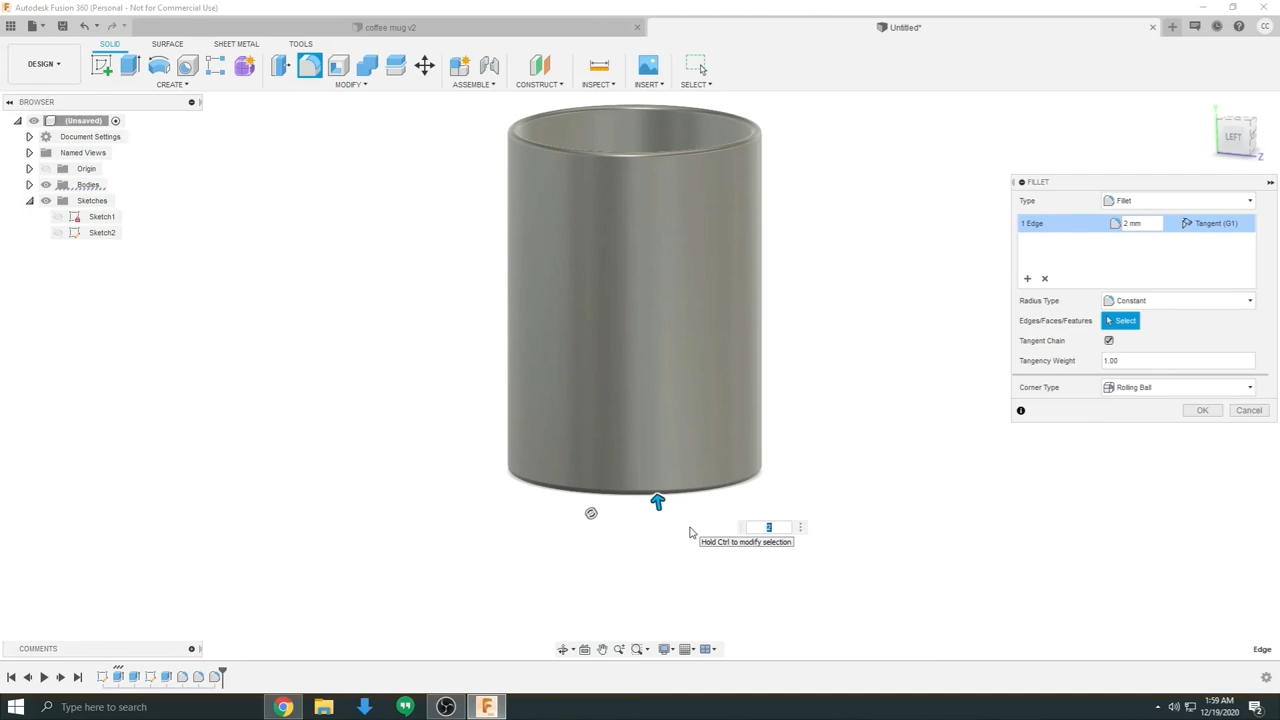 Autodesk Fusion 360 (Personal - Not for Commercial Use)
coffee mug v2
Untitled*
CC
SOLID SURFACE SHEET METAL TOOLS
DESIGN
CREATE MODIFY ASSEMBLE CONSTRUCT INSPECT INSERT SELECT
BROWSER
(Unsaved)
Document Settings
Named Views
Origin
Bodies
Sketches
Sketch1
Sketch2
LEFT
Z
FILLET
Type Fillet
1 Edge 2 mm Tangent (G1)
Radius Type Constant
Edges/Faces/Features Select
Tangent Chain
Tangency Weight 1.00
Corner Type Rolling Ball
OK Cancel
2
Hold Ctrl to modify selection
COMMENTS
Edge
Type here to search
1:59 AM
12/19/2020
2